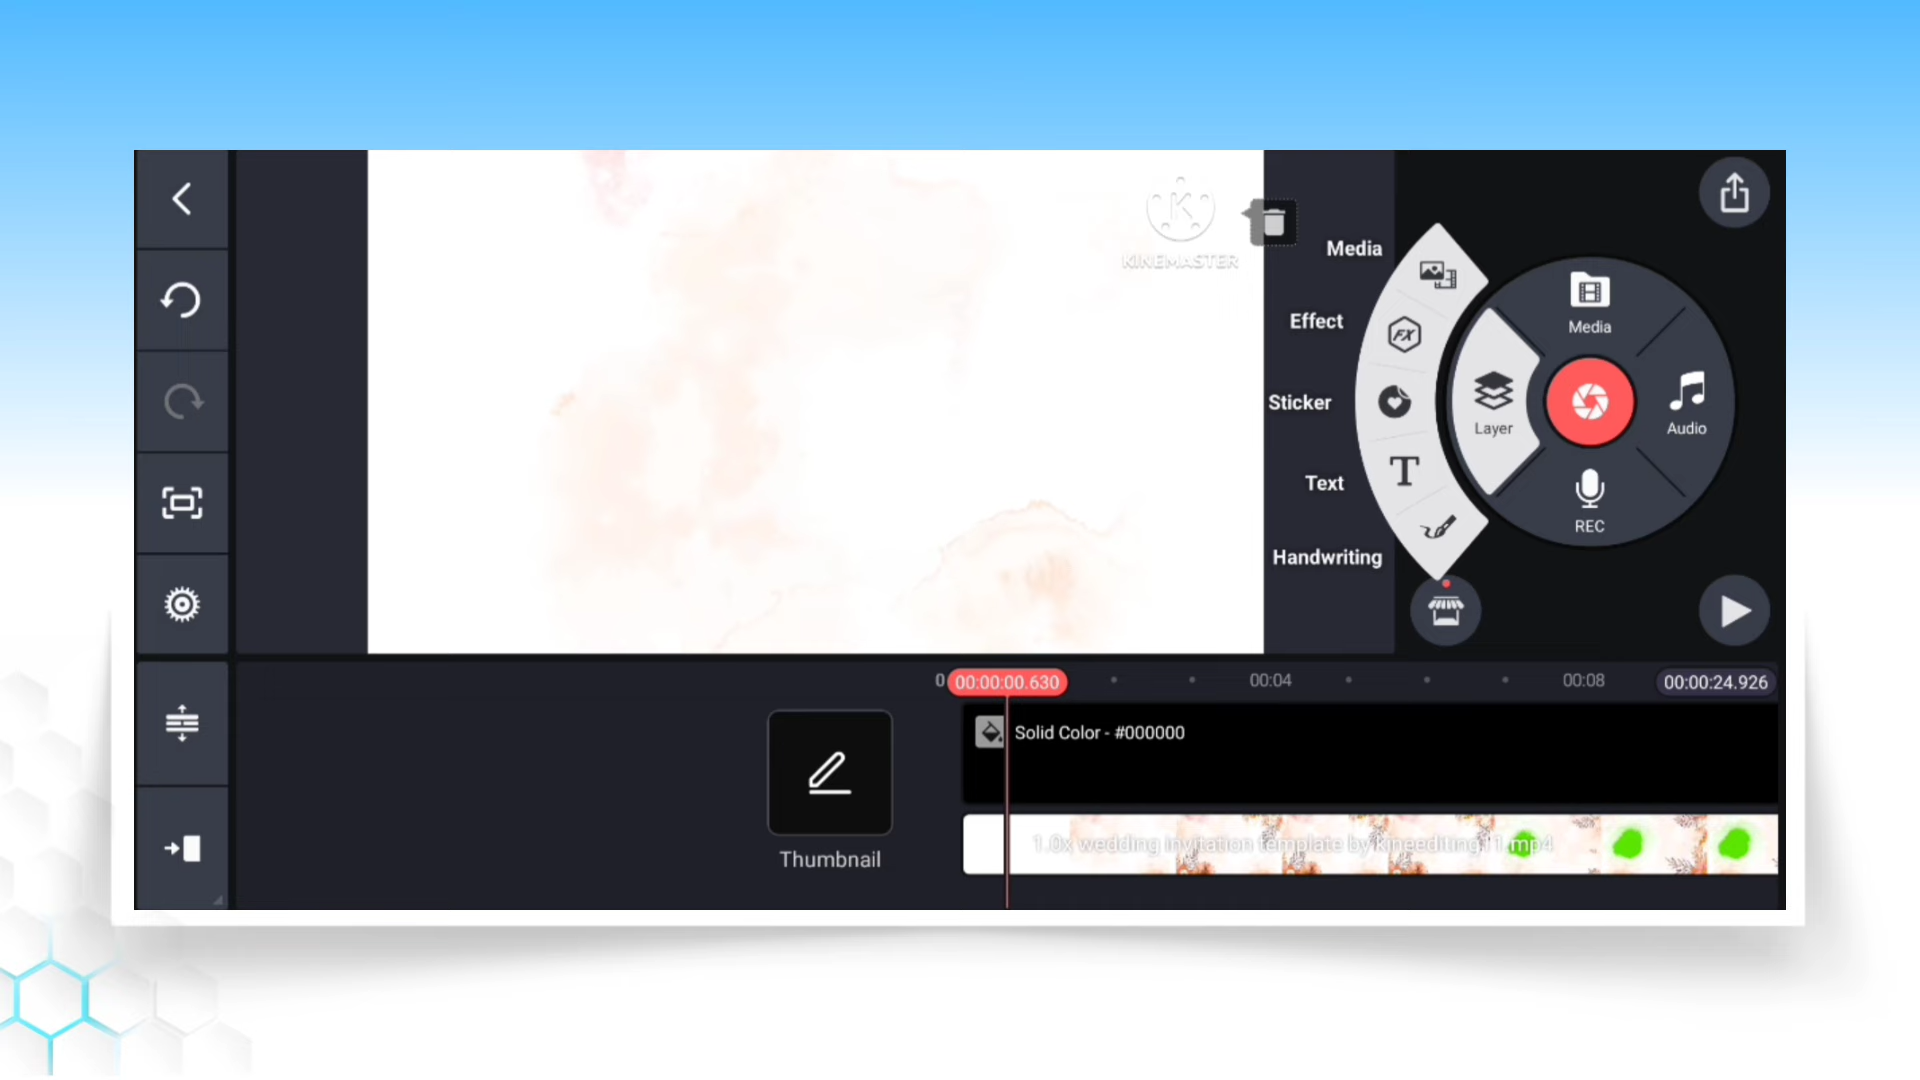 KINEMASTER
Media
Effect
Sticker
Text
Handwriting
Media
Layer
Audio
REC
0
00:00:00.630
00:04
00:08
00:00:24.926
Solid Color - #000000
Thumbnail
1.0x wedding invitation template by kineediting11.mp4